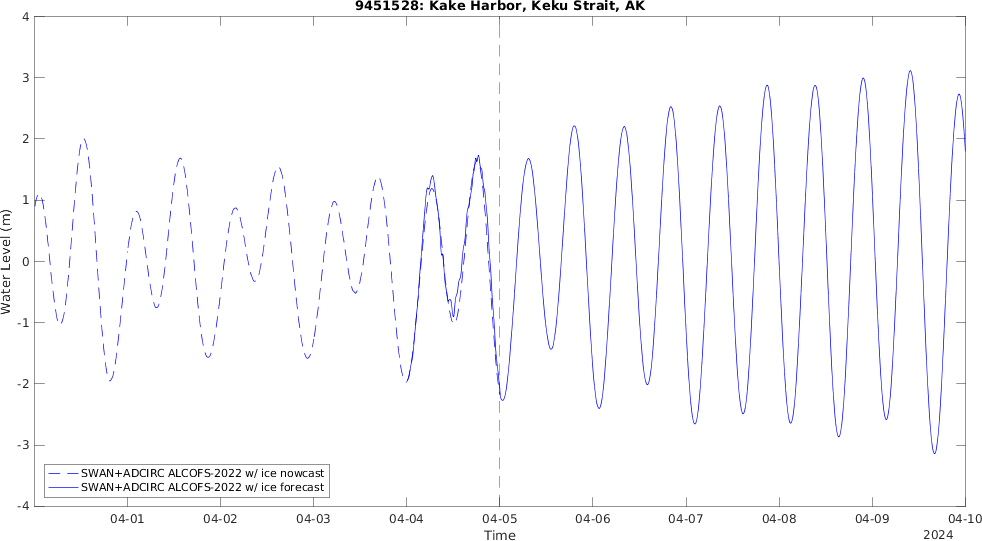 9451528: Kake Harbor, Keku Strait, AK
4
3
2
1
0
-1
-2
-3
-4
Water Level (m)
SWAN+ADCIRC ALCOFS-2022 w/ ice nowcast
SWAN+ADCIRC ALCOFS-2022 w/ ice forecast
04-01 04-02 04-03 04-04 04-05 04-06 04-07 04-08 04-09 04-10
Time
2024